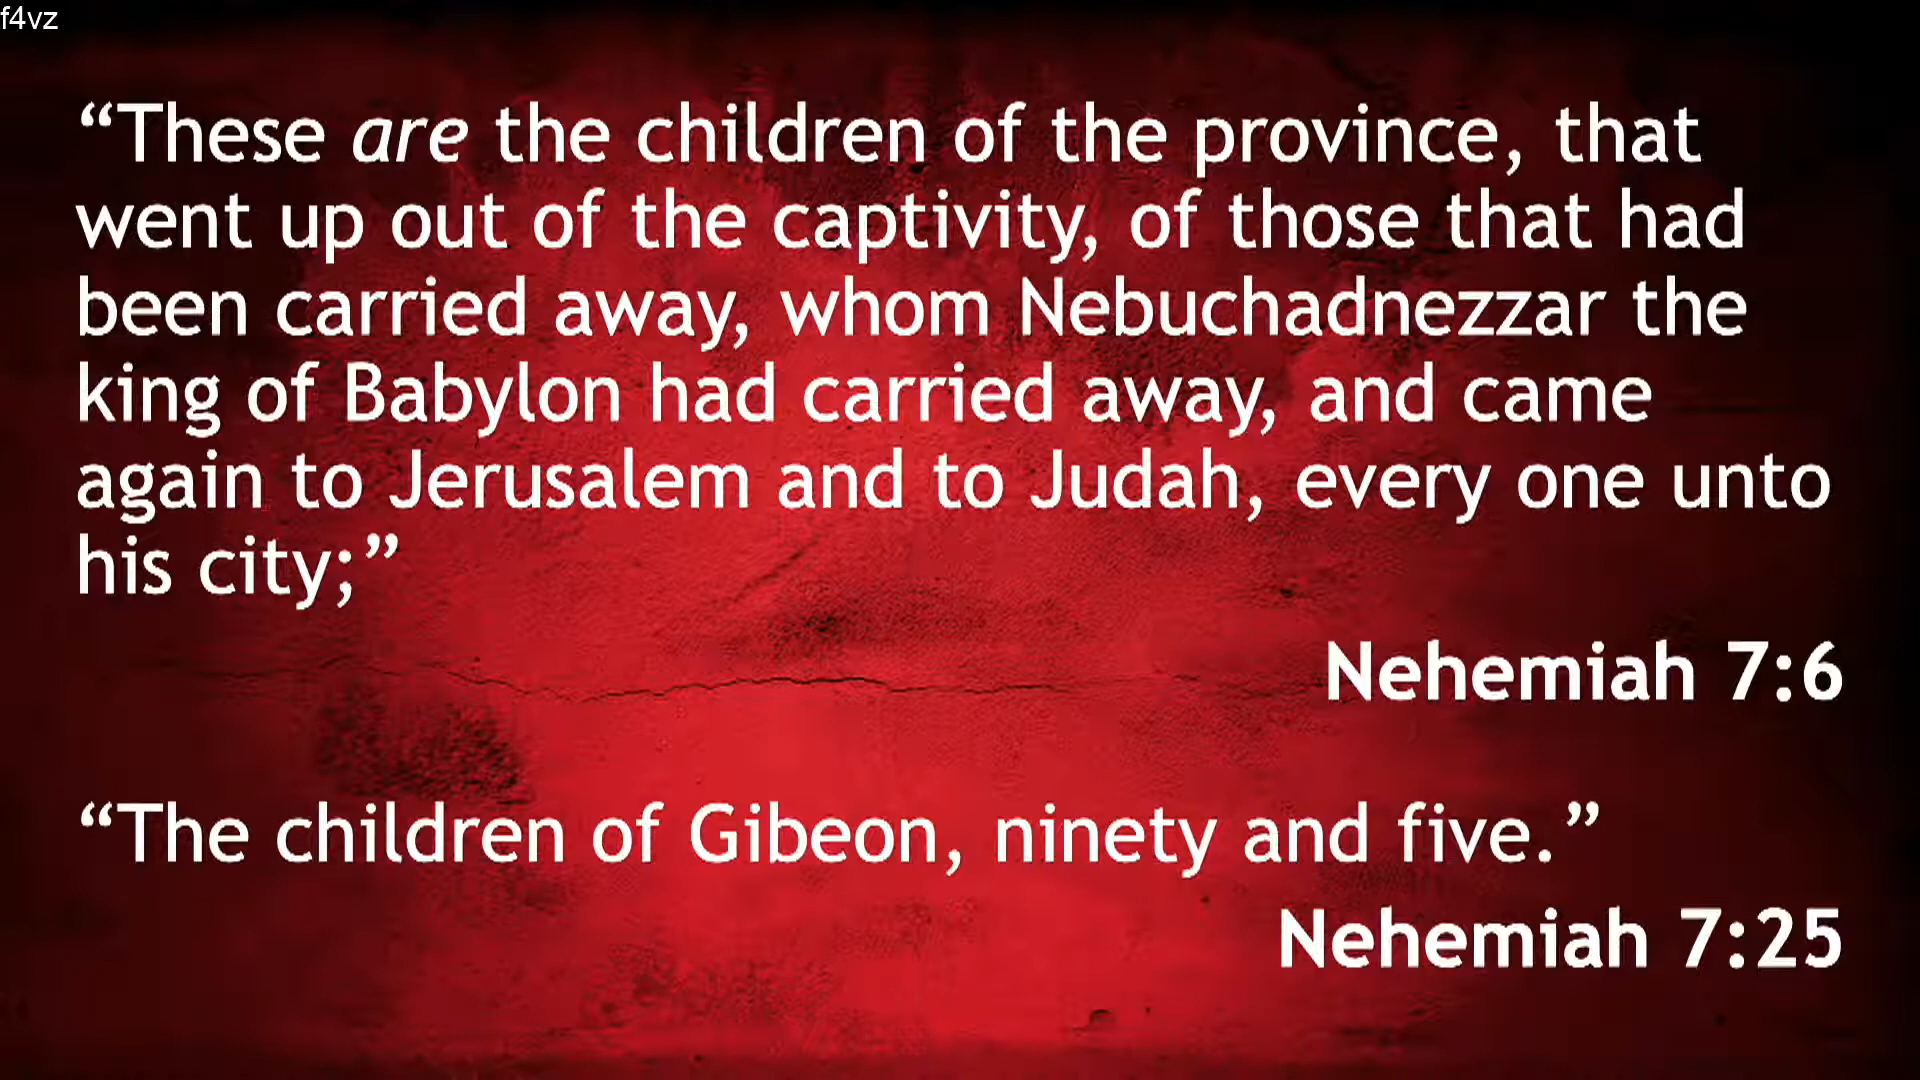 f4vz
“These are the children of the province, that
went up out of the captivity, of those that had
been carried away, whom Nebuchadnezzar the
king of Babylon had carried away, and came
again to Jerusalem and to Judah, every one unto
his city;”
Nehemiah 7:6
“The children of Gibeon, ninety and five.”
Nehemiah 7:25